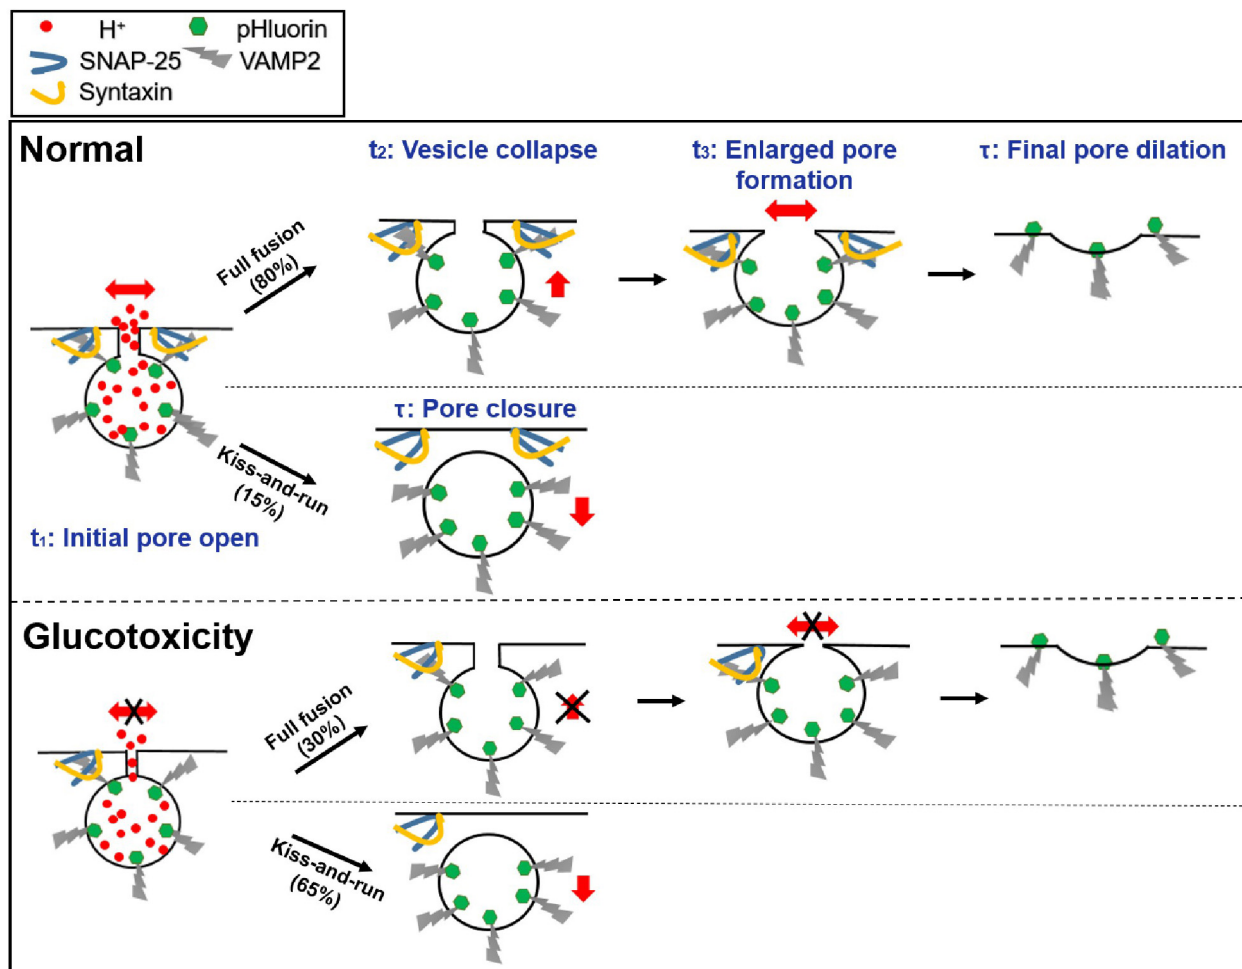 H⁺ pHluorin
SNAP-25 VAMP2
Syntaxin
Normal
t₂: Vesicle collapse
t₃: Enlarged pore
formation
τ: Final pore dilation
Full fusion
(80%)
τ: Pore closure
Kiss-and-run
(15%)
t₁: Initial pore open
Glucotoxicity
Full fusion
(30%)
Kiss-and-run
(65%)